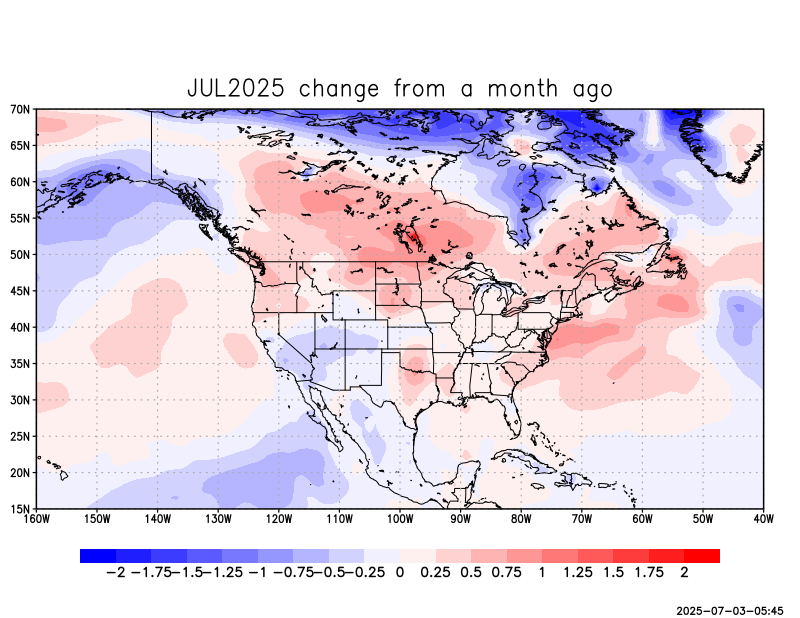 JUL2025 change from a month ago
70N
65N
60N
55N
50N
45N
40N
35N
30N
25N
20N
15N
160W 150W 140W 130W 120W 110W 100W 90W 80W 70W 60W 50W 40W
−2 −1.75 −1.5 −1.25 −1 −0.75 −0.5 −0.25 0 0.25 0.5 0.75 1 1.25 1.5 1.75 2
2025-07-03-05:45